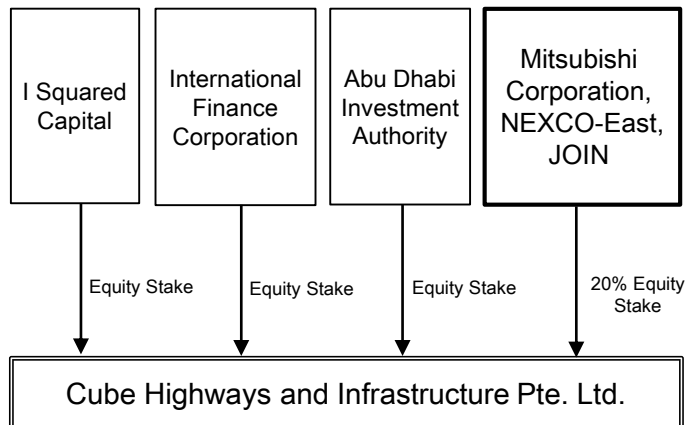 I Squared
Capital
International
Finance
Corporation
Abu Dhabi
Investment
Authority
Mitsubishi
Corporation,
NEXCO-East,
JOIN
Equity Stake
Equity Stake
Equity Stake
20% Equity
Stake
Cube Highways and Infrastructure Pte. Ltd.